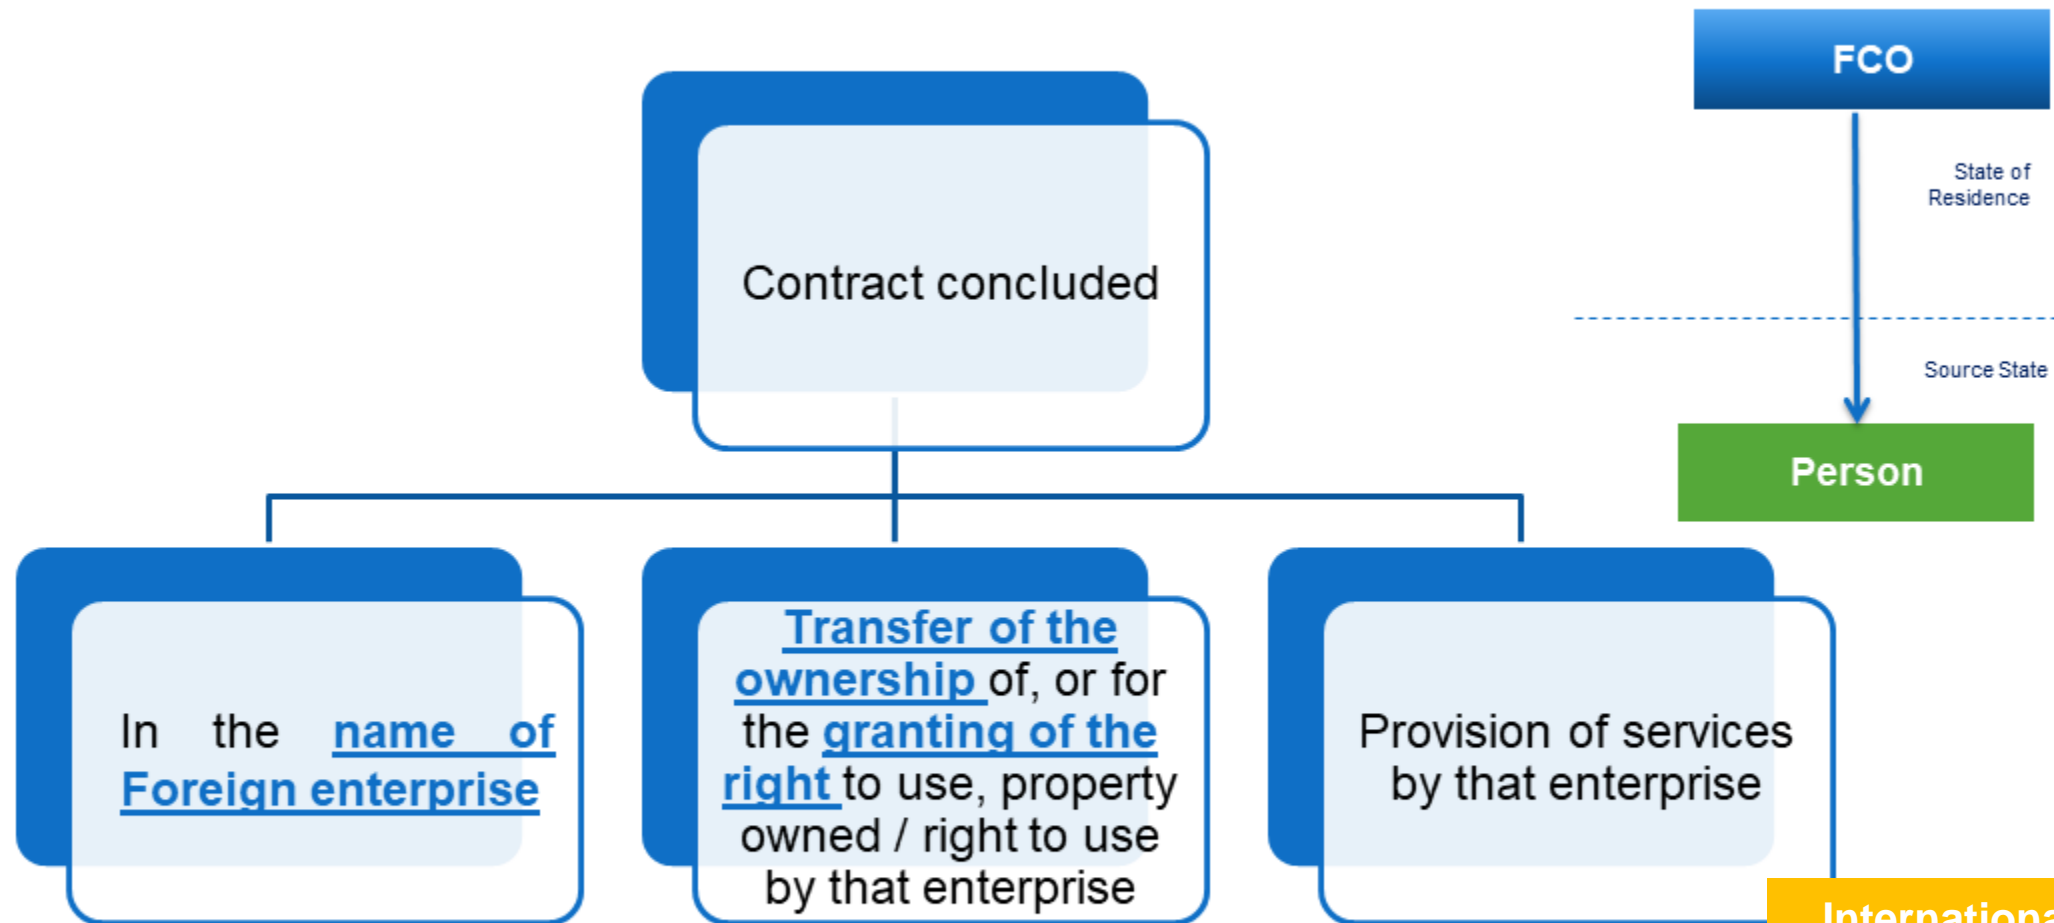 FCO
State of
Residence
Contract concluded
Source State
Person
In the name of
Foreign enterprise
Transfer of the
ownership of, or for
the granting of the
right to use, property
owned / right to use
by that enterprise
Provision of services
by that enterprise